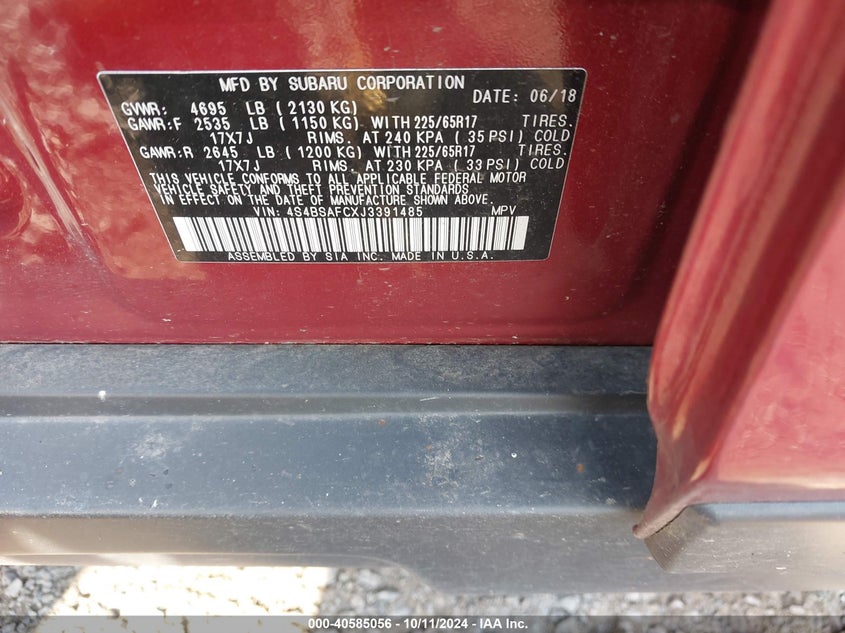 MFD BY SUBARU CORPORATION
GVWR: 4695 LB (2130 KG) DATE: 06/18
GAWR:F 2535 LB (1150 KG) WITH 225/65R17 TIRES.
17X7J RIMS. AT 240 KPA (35 PSI) COLD
GAWR:R 2645 LB (1200 KG) WITH 225/65R17 TIRES.
17X7J RIMS. AT 230 KPA (33 PSI) COLD
THIS VEHICLE CONFORMS TO ALL APPLICABLE FEDERAL MOTOR
VEHICLE SAFETY AND THEFT PREVENTION STANDARDS
IN EFFECT ON THE DATE OF MANUFACTURE SHOWN ABOVE.
VIN: 4S4BSAFCXJ3391485 MPV
ASSEMBLED BY SIA INC. MADE IN U.S.A.
000-40585056 - 10/11/2024 - IAA Inc.